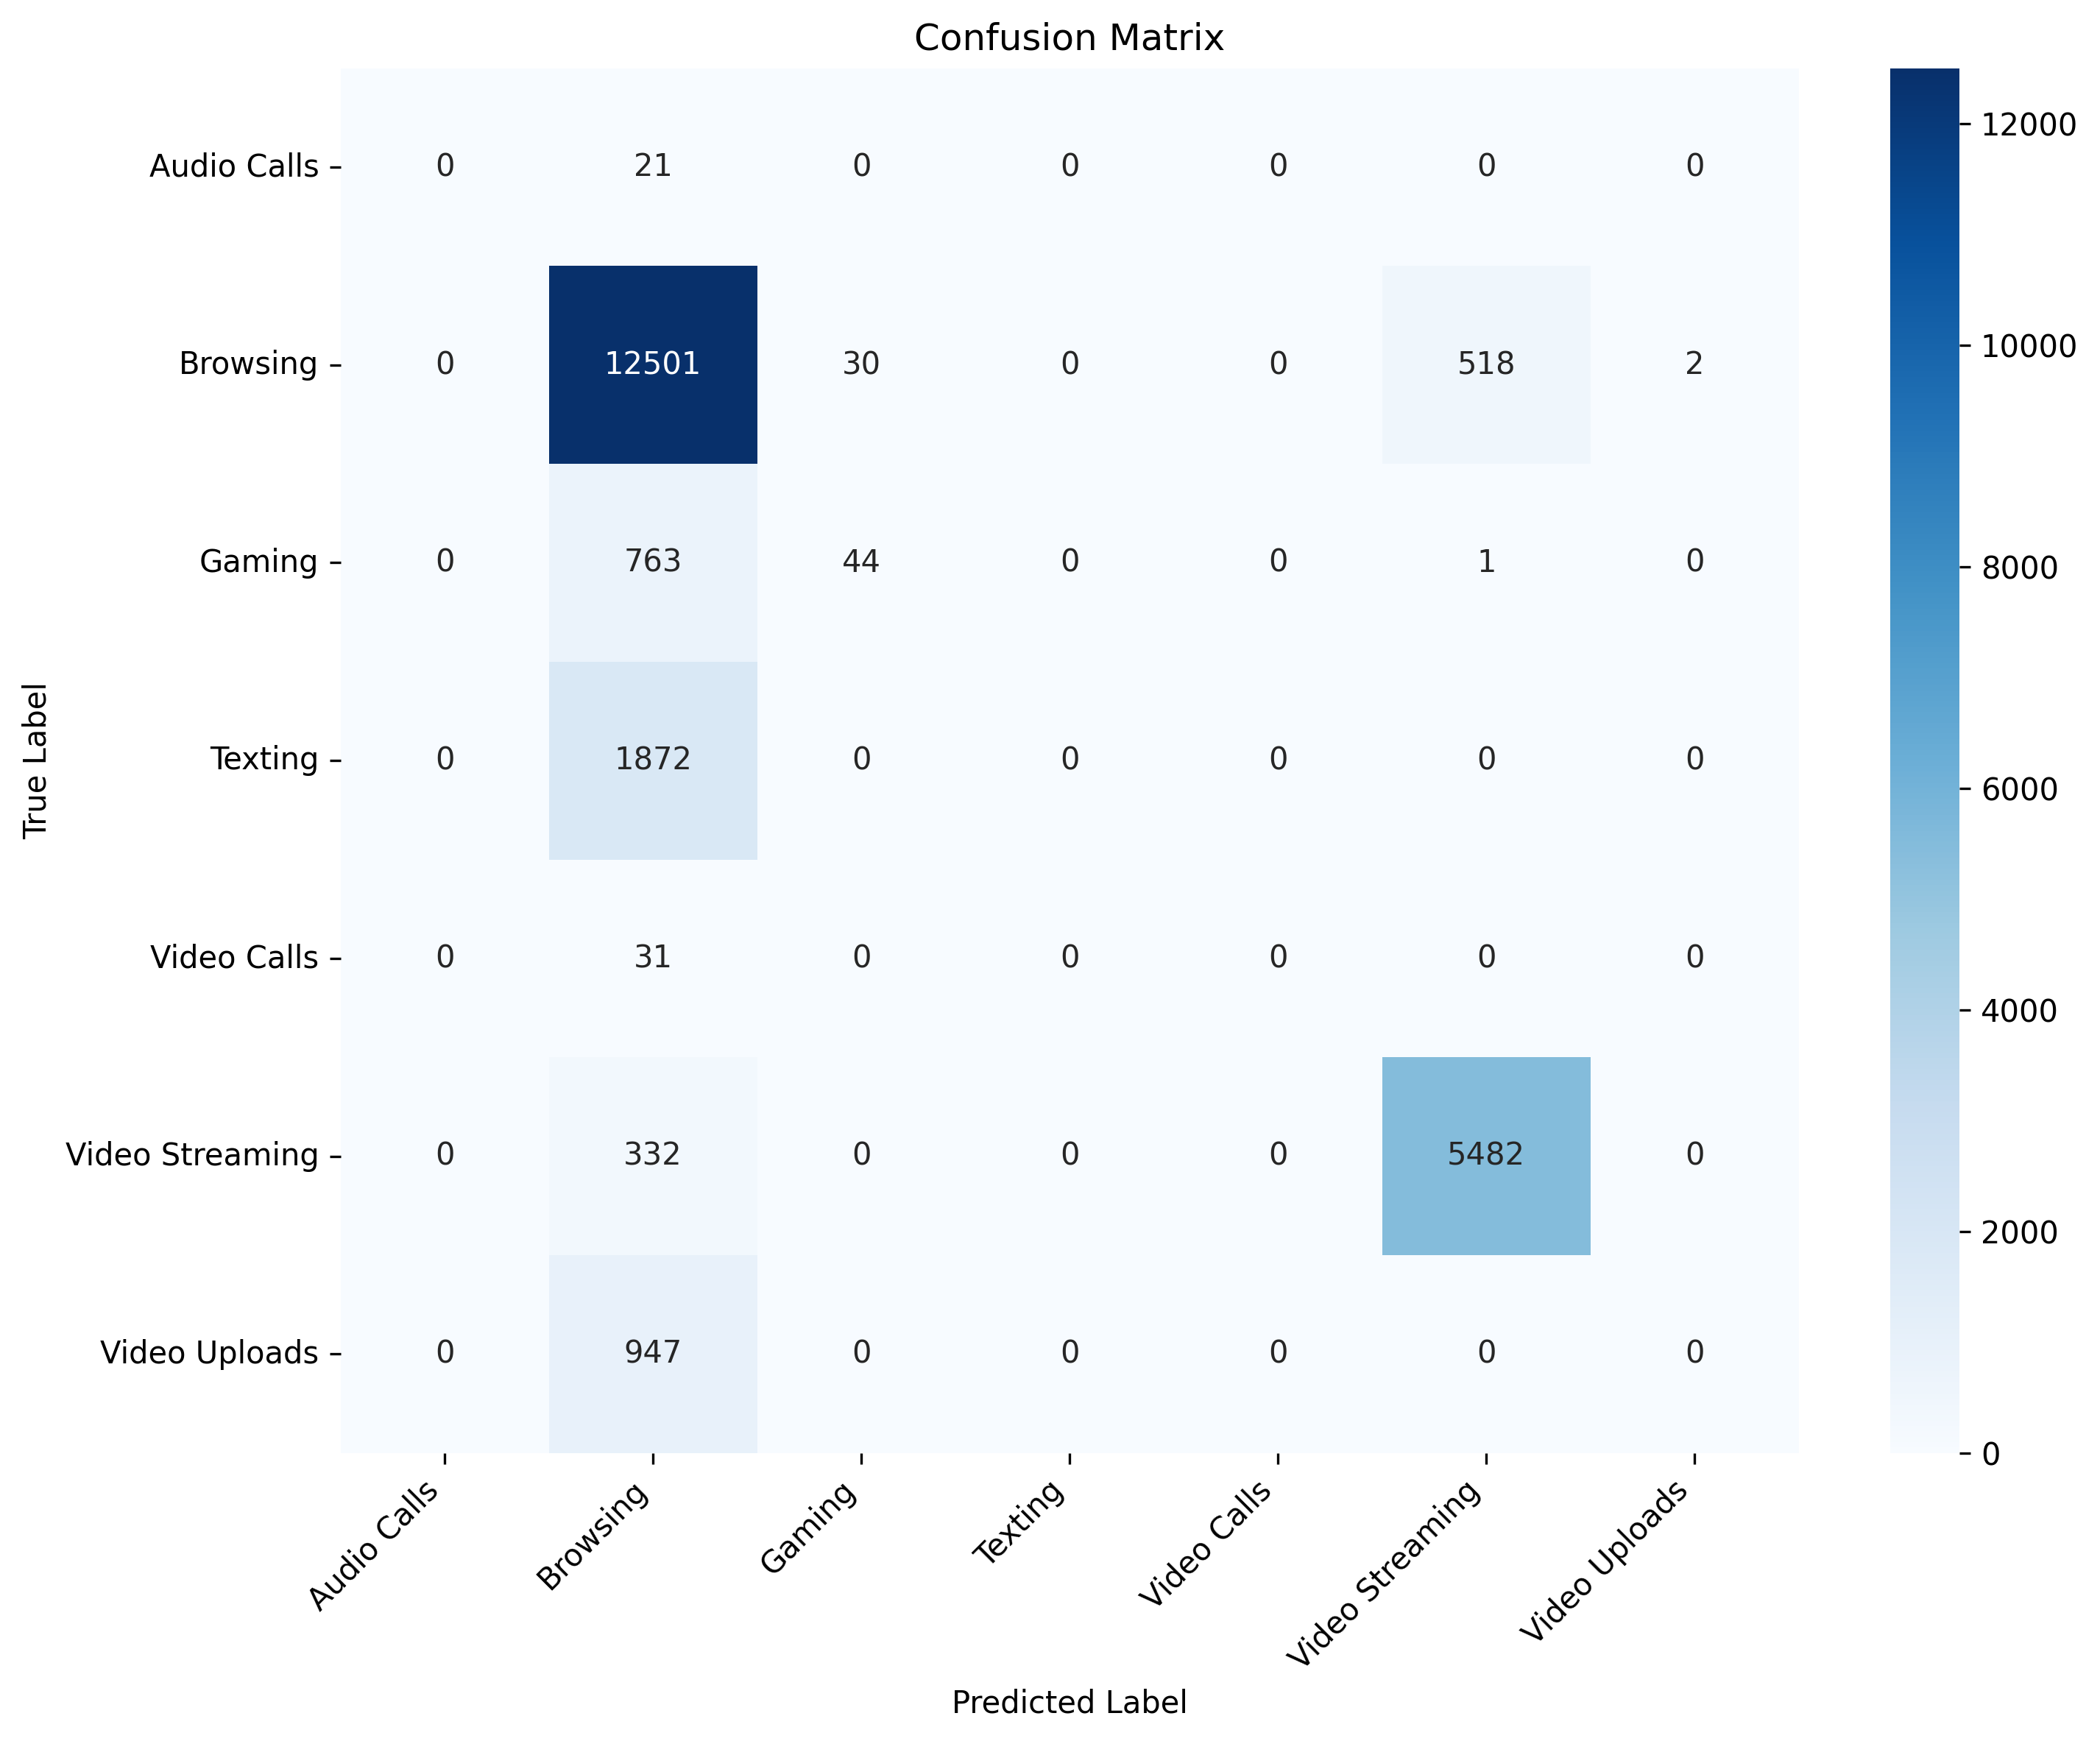 Confusion Matrix
Audio Calls 0 21 0 0 0 0 0
Browsing 0 12501 30 0 0 518 2
Gaming 0 763 44 0 0 1 0
Texting 0 1872 0 0 0 0 0
Video Calls 0 31 0 0 0 0 0
Video Streaming 0 332 0 0 0 5482 0
Video Uploads 0 947 0 0 0 0 0
True Label
Audio Calls Browsing Gaming Texting Video Calls Video Streaming Video Uploads
Predicted Label
12000
10000
8000
6000
4000
2000
0